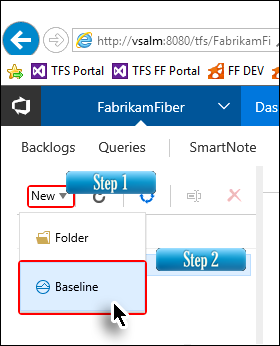 http://vsalm:8080/tfs/FabrikamFi
TFS Portal TFS FF Portal FF DEV
FabrikamFiber Das
Backlogs Queries SmartNote
Step 1
New
Folder
Step 2
Baseline